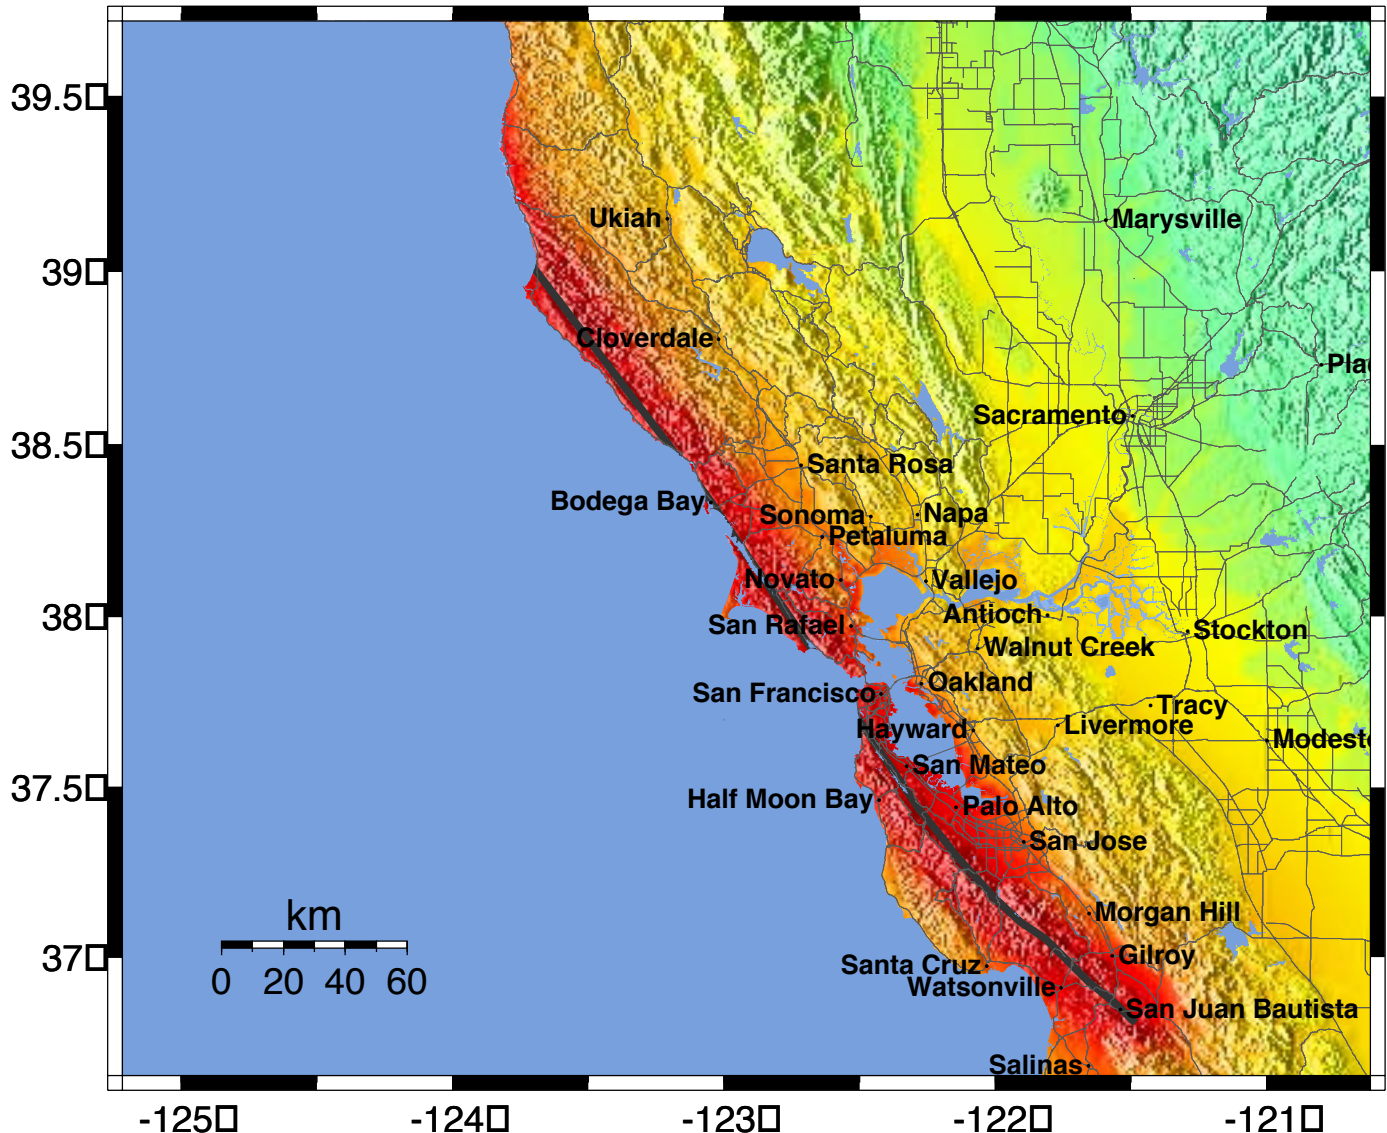 39.5
Ukiah
Marysville
39
Cloverdale
Pla
Sacramento
38.5
Santa Rosa
Bodega Bay
Sonoma
Napa
Petaluma
Novato
Vallejo
38
Antioch
San Rafael
Stockton
Walnut Creek
Oakland
San Francisco
Tracy
Livermore
Hayward
Modest
San Mateo
37.5
Half Moon Bay
Palo Alto
San Jose
km
Morgan Hill
37
Gilroy
Santa Cruz
0 20 40 60
Watsonville
San Juan Bautista
Salinas
-125 -124 -123 -122 -121